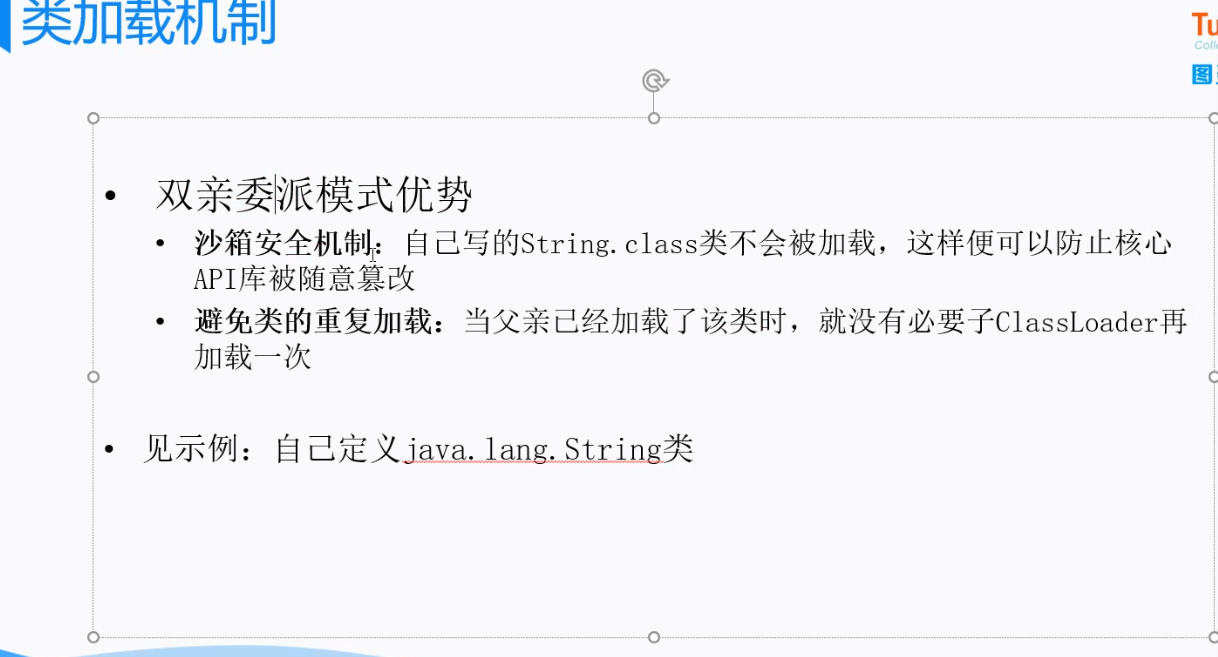 类加载机制
Tu
图
• 双亲委派模式优势
• 沙箱安全机制：自己写的String.class类不会被加载，这样便可以防止核心
API库被随意篡改
• 避免类的重复加载：当父亲已经加载了该类时，就没有必要子ClassLoader再
加载一次
• 见示例：自己定义java.lang.String类